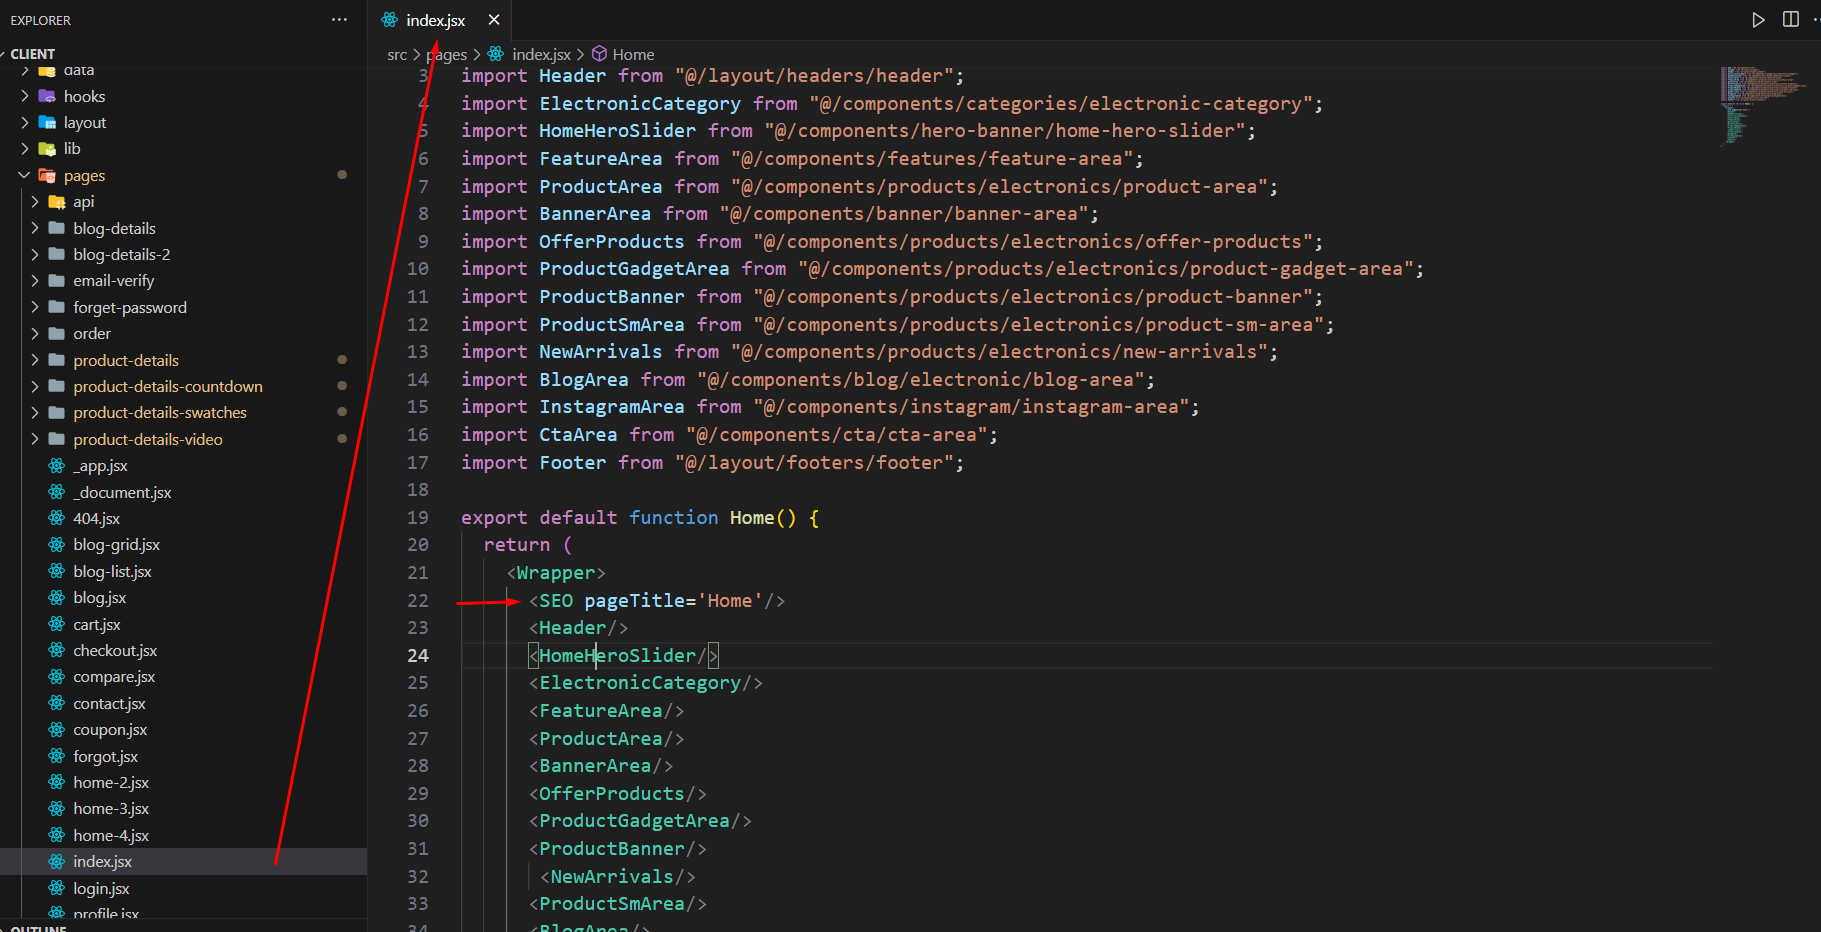 EXPLORER
CLIENT
data
hooks
layout
lib
pages
api
blog-details
blog-details-2
email-verify
forget-password
order
product-details
product-details-countdown
product-details-swatches
product-details-video
_app.jsx
_document.jsx
404.jsx
blog-grid.jsx
blog-list.jsx
blog.jsx
cart.jsx
checkout.jsx
compare.jsx
contact.jsx
coupon.jsx
forgot.jsx
home-2.jsx
home-3.jsx
home-4.jsx
index.jsx
login.jsx
profile.jsx
OUTLINE
index.jsx
src > pages > index.jsx > Home
3 import Header from "@/layout/headers/header";
4 import ElectronicCategory from "@/components/categories/electronic-category";
5 import HomeHeroSlider from "@/components/hero-banner/home-hero-slider";
6 import FeatureArea from "@/components/features/feature-area";
7 import ProductArea from "@/components/products/electronics/product-area";
8 import BannerArea from "@/components/banner/banner-area";
9 import OfferProducts from "@/components/products/electronics/offer-products";
10 import ProductGadgetArea from "@/components/products/electronics/product-gadget-area";
11 import ProductBanner from "@/components/products/electronics/product-banner";
12 import ProductSmArea from "@/components/products/electronics/product-sm-area";
13 import NewArrivals from "@/components/products/electronics/new-arrivals";
14 import BlogArea from "@/components/blog/electronic/blog-area";
15 import InstagramArea from "@/components/instagram/instagram-area";
16 import CtaArea from "@/components/cta/cta-area";
17 import Footer from "@/layout/footers/footer";
18
19 export default function Home() {
20 return (
21 <Wrapper>
22 <SEO pageTitle='Home'/>
23 <Header/>
24 <HomeHeroSlider/>
25 <ElectronicCategory/>
26 <FeatureArea/>
27 <ProductArea/>
28 <BannerArea/>
29 <OfferProducts/>
30 <ProductGadgetArea/>
31 <ProductBanner/>
32 <NewArrivals/>
33 <ProductSmArea/>
34 <BlogArea/>